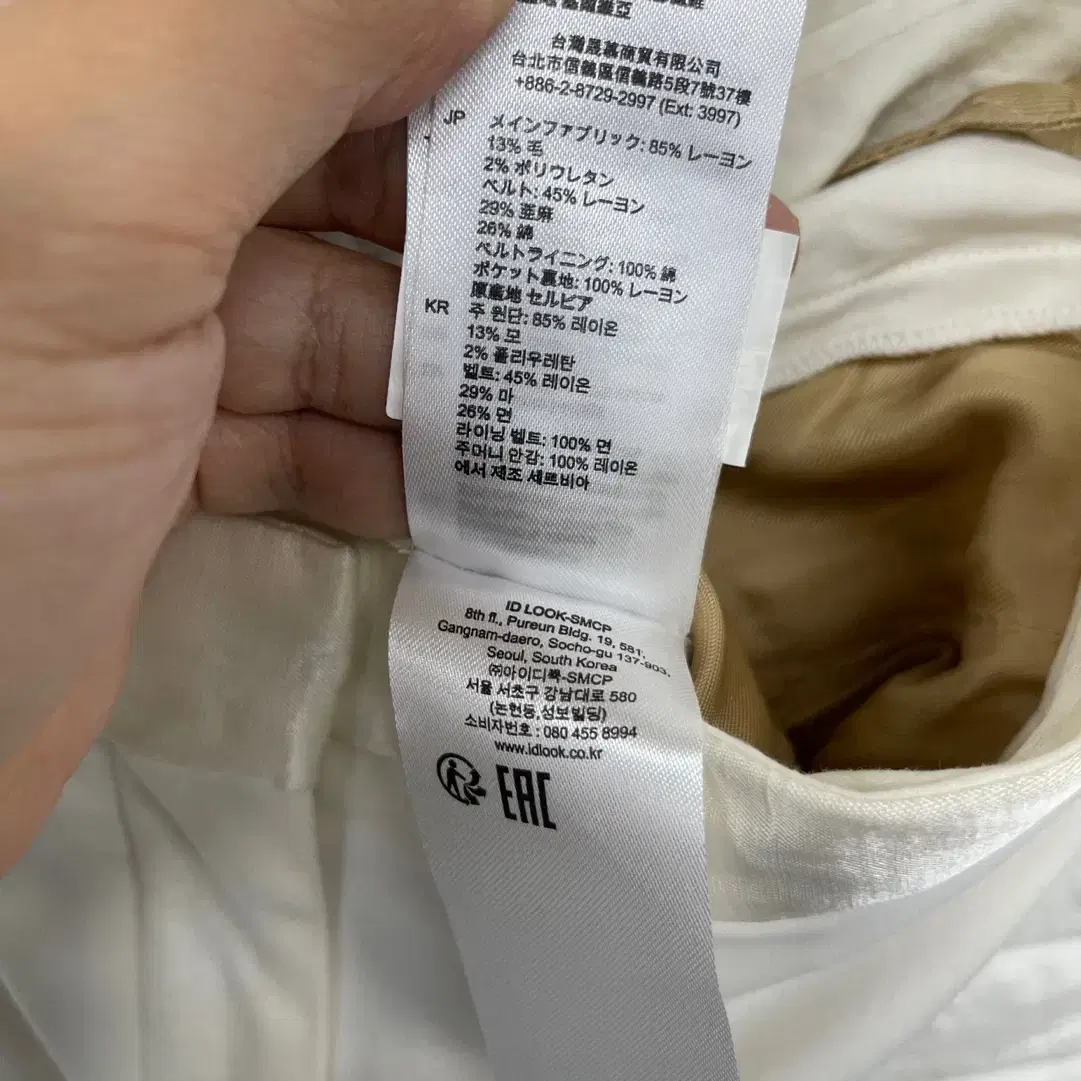 台灣晟慕商貿有限公司
台北市信義區信義路5段7號37樓
+886-2-8729-2997 (Ext: 3997)
JP メインファブリック: 85% レーヨン
13% 毛
2% ポリウレタン
ベルト: 45% レーヨン
29% 亜麻
26% 綿
ベルトライニング: 100% 綿
ポケット裏地: 100% レーヨン
原産地 セルビア
KR 주 원단: 85% 레이온
13% 모
2% 폴리우레탄
벨트: 45% 레이온
29% 마
26% 면
라이닝 벨트: 100% 면
주머니 안감: 100% 레이온
에서 제조 세르비아
ID LOOK-SMCP
8th fl., Pureun Bldg. 19, 581,
Gangnam-daero, Socho-gu 137-903,
Seoul, South Korea
㈜아이디룩-SMCP
서울 서초구 강남대로 580
(논현동,성보빌딩)
소비자번호 : 080 455 8994
www.idlook.co.kr
EAC